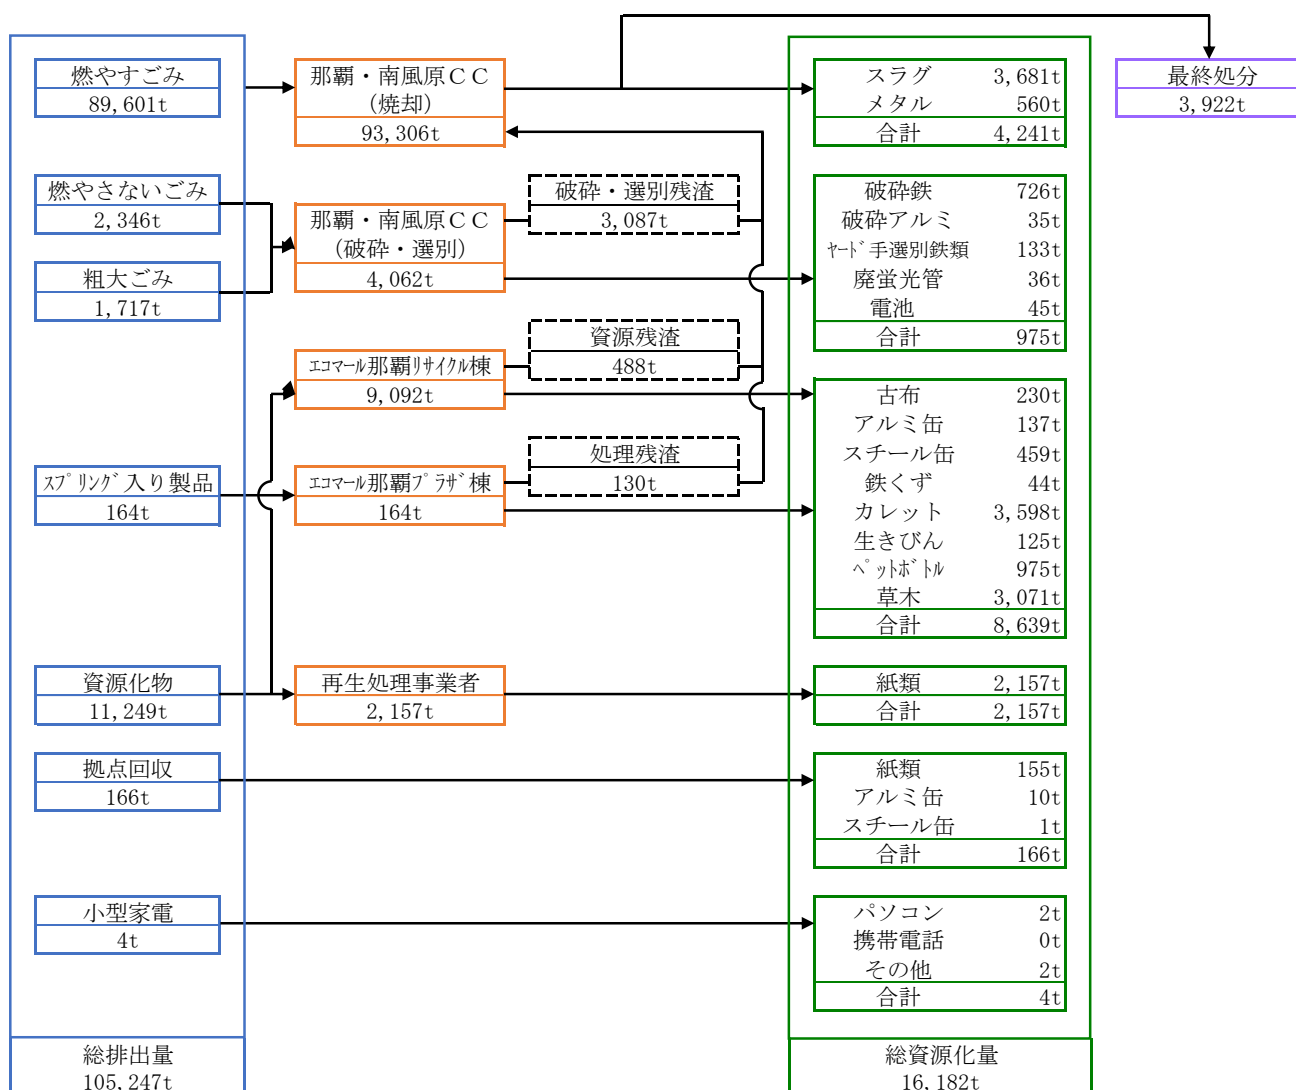 燃やすごみ
89,601t
燃やさないごみ
2,346t
粗大ごみ
1,717t
スプリング入り製品
164t
資源化物
11,249t
拠点回収
166t
小型家電
4t
総排出量
105,247t
那覇・南風原CC
(焼却)
93,306t
那覇・南風原CC
(破砕・選別)
4,062t
エコマール那覇リサイクル棟
9,092t
エコマール那覇プラザ棟
164t
再生処理事業者
2,157t
破砕・選別残渣
3,087t
資源残渣
488t
処理残渣
130t
スラグ 3,681t
メタル 560t
合計 4,241t
破砕鉄 726t
破砕アルミ 35t
ヤード手選別鉄類 133t
廃蛍光管 36t
電池 45t
合計 975t
古布 230t
アルミ缶 137t
スチール缶 459t
鉄くず 44t
カレット 3,598t
生きびん 125t
ペットボトル 975t
草木 3,071t
合計 8,639t
紙類 2,157t
合計 2,157t
紙類 155t
アルミ缶 10t
スチール缶 1t
合計 166t
パソコン 2t
携帯電話 0t
その他 2t
合計 4t
総資源化量
16,182t
最終処分
3,922t